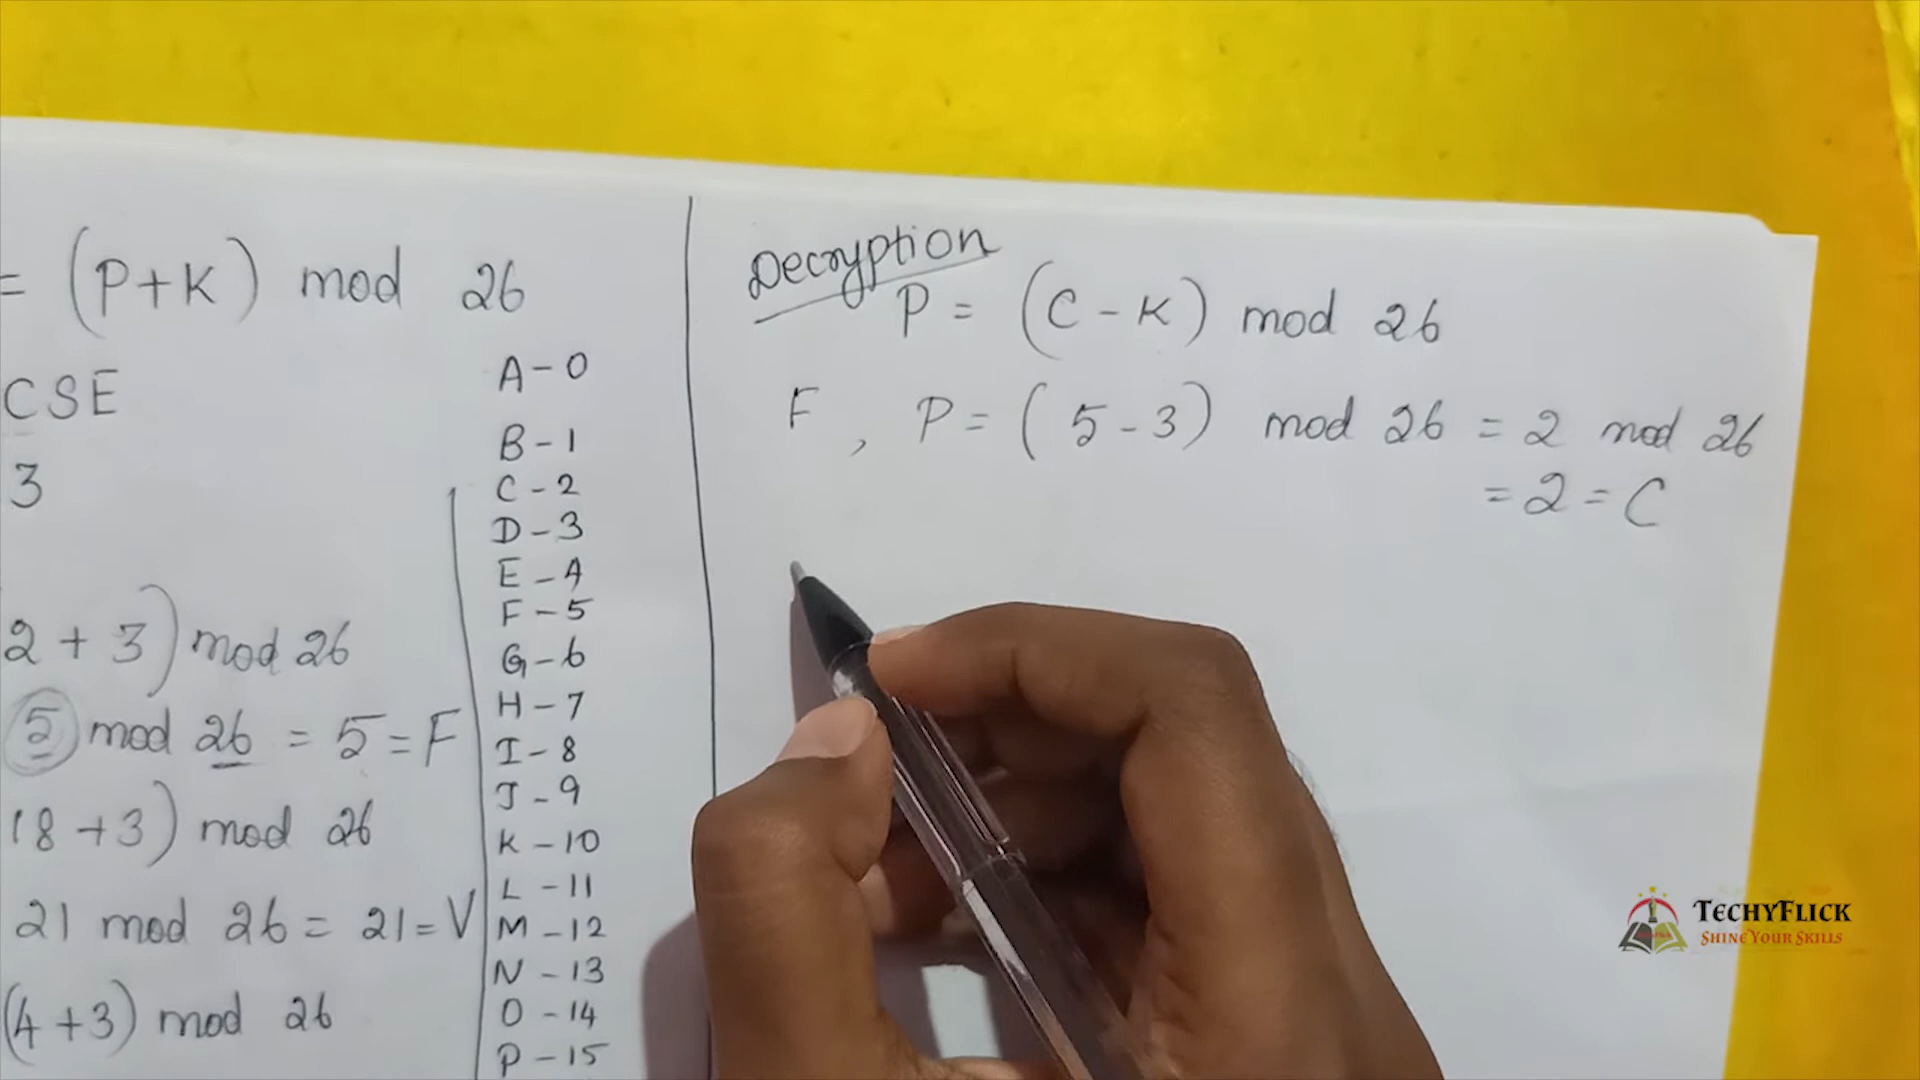 = (P+K) mod 26
CSE
3
2 + 3) mod 26
5 mod 26 = 5 = F
18 +3) mod 26
21 mod 26 = 21 = V
(4 +3) mod 26
A - 0
B - 1
C - 2
D - 3
E - 4
F - 5
G - 6
H - 7
I - 8
J - 9
K - 10
L - 11
M - 12
N - 13
O - 14
P - 15
Decryption
P = (C - K) mod 26
F , P = ( 5 - 3) mod 26 = 2 mod 26
= 2 = C
TECHYFLICK
SHINE YOUR SKILLS